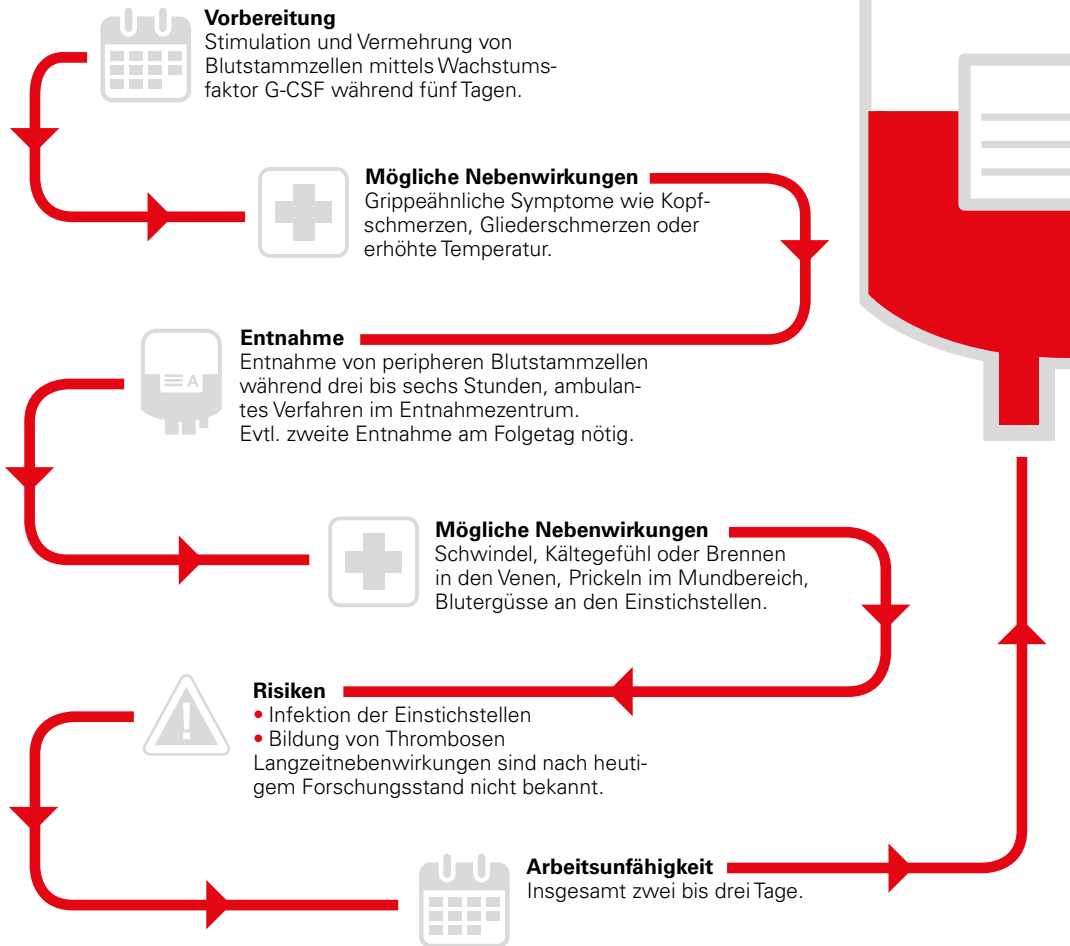 Vorbereitung
Stimulation und Vermehrung von
Blutstammzellen mittels Wachstums-
faktor G-CSF während fünf Tagen.
Mögliche Nebenwirkungen
Grippeähnliche Symptome wie Kopf-
schmerzen, Gliederschmerzen oder
erhöhte Temperatur.
Entnahme
Entnahme von peripheren Blutstammzellen
während drei bis sechs Stunden, ambulan-
tes Verfahren im Entnahmezentrum.
Evtl. zweite Entnahme am Folgetag nötig.
A
Mögliche Nebenwirkungen
Schwindel, Kältegefühl oder Brennen
in den Venen, Prickeln im Mundbereich,
Blutergüsse an den Einstichstellen.
Risiken
• Infektion der Einstichstellen
• Bildung von Thrombosen
Langzeitnebenwirkungen sind nach heuti-
gem Forschungsstand nicht bekannt.
Arbeitsunfähigkeit
Insgesamt zwei bis drei Tage.